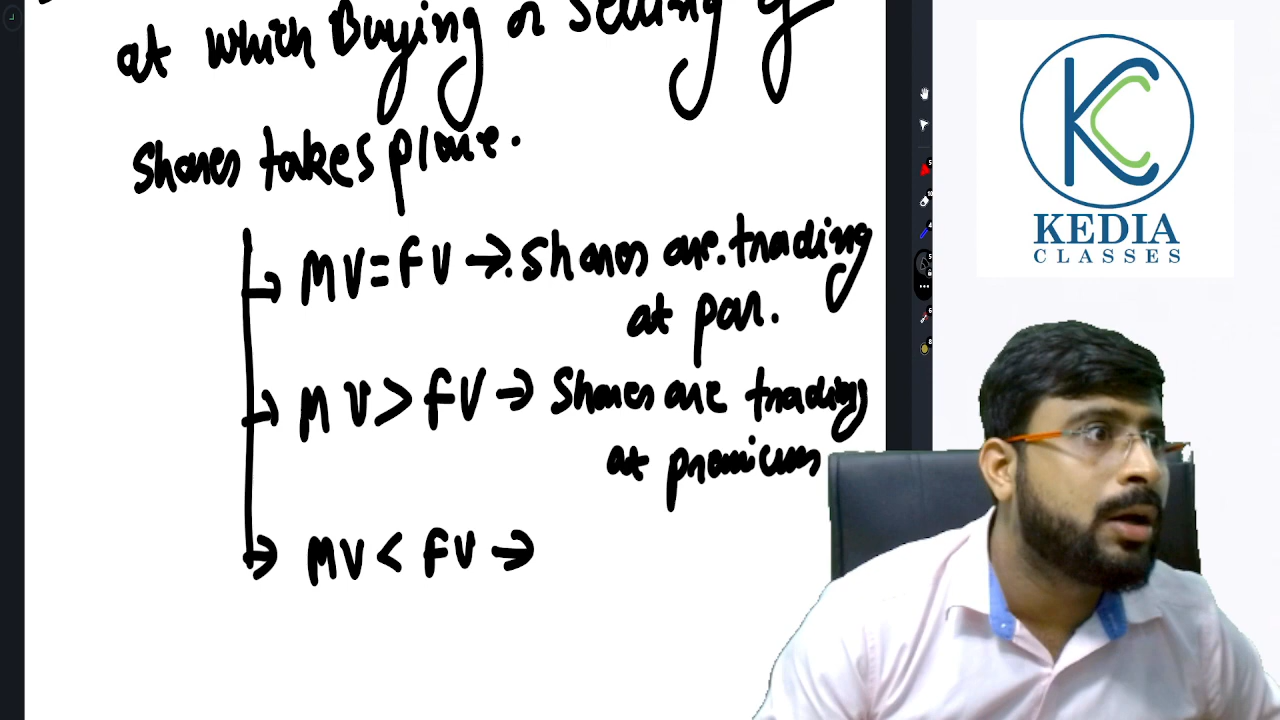 at which Buying or Selling of
Shares takes place.
→ MV = FV → Shares are trading
at par.
→ MV > FV → Shares are trading
at premium
→ MV < FV →
KC
KEDIA
CLASSES